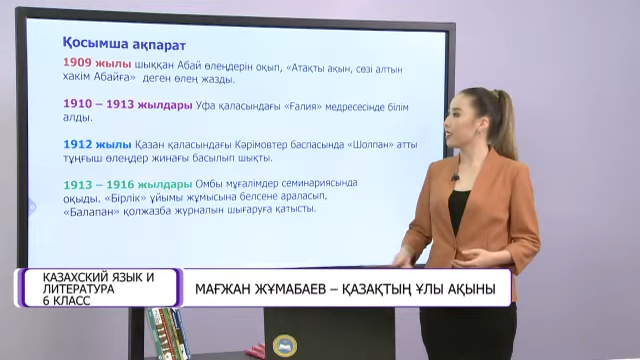 Қосымша ақпарат
1909 жылы шыққан Абай өлеңдерін оқып, «Атақты ақын, сөзі алтын
хакім Абайға» деген өлең жазды.
1910 – 1913 жылдары Уфа қаласындағы «Ғалия» медресесінде білім
алды.
1912 жылы Қазан қаласындағы Кәрімовтер баспасында «Шолпан» атты
тұңғыш өлеңдер жинағы басылып шықты.
1913 – 1916 жылдары Омбы мұғалімдер семинариясында
оқыды. «Бірлік» ұйымы жұмысына белсене араласып,
«Балапан» қолжазба журналын шығаруға қатысты.
КАЗАХСКИЙ ЯЗЫК И
ЛИТЕРАТУРА
6 КЛАСС
МАҒЖАН ЖҰМАБАЕВ – ҚАЗАҚТЫҢ ҰЛЫ АҚЫНЫ